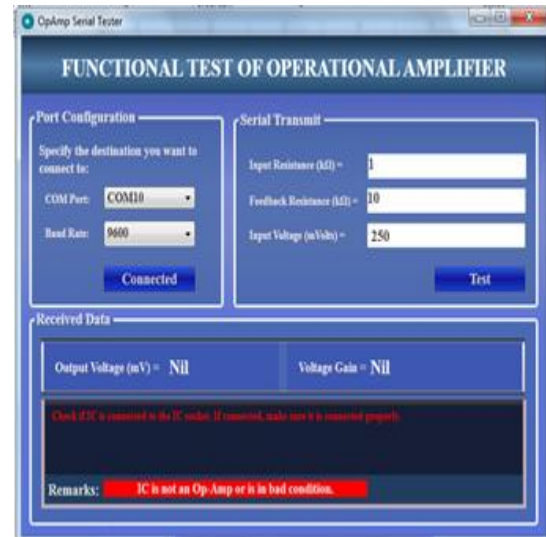 OpAmp Serial Tester
FUNCTIONAL TEST OF OPERATIONAL AMPLIFIER
Port Configuration
Specify the destination you want to
connect to:
COM Port: COM10
Baud Rate: 9600
Connected
Serial Transmit
Input Resistance (kΩ) = 1
Feedback Resistance (kΩ) = 10
Input Voltage (mVolts) = 250
Test
Received Data
Output Voltage (mV) = Nil
Voltage Gain = Nil
Check if IC is connected to the IC socket. If connected, make sure it is connected properly.
Remarks: IC is not an Op-Amp or is in bad condition.